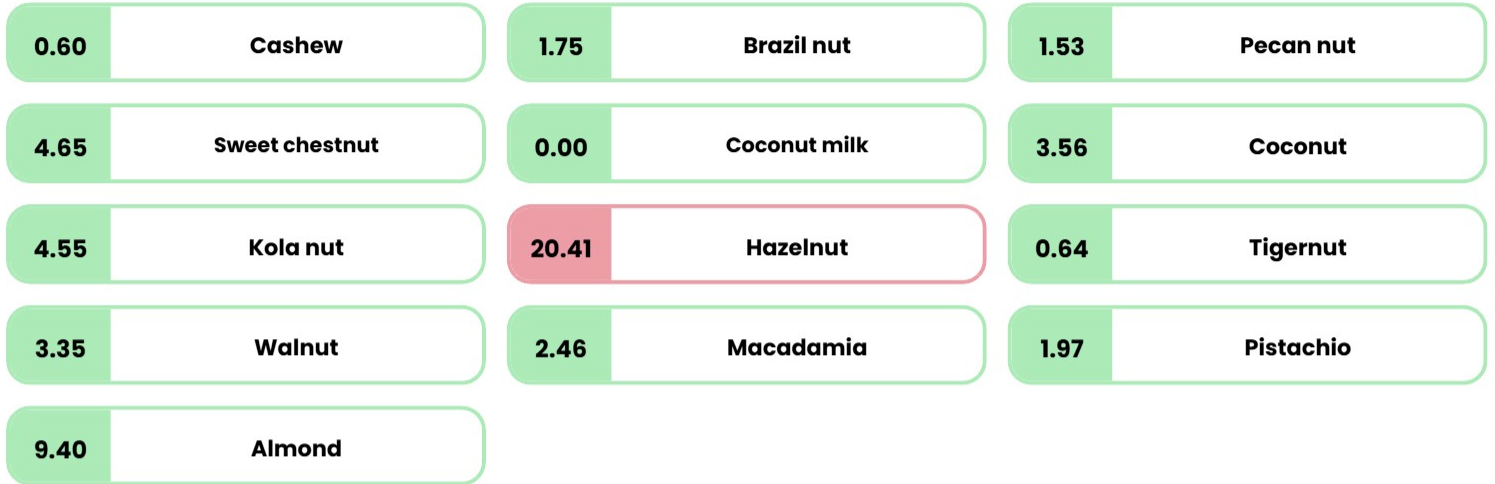 0.60 Cashew
1.75 Brazil nut
1.53 Pecan nut
4.65 Sweet chestnut
0.00 Coconut milk
3.56 Coconut
4.55 Kola nut
20.41 Hazelnut
0.64 Tigernut
3.35 Walnut
2.46 Macadamia
1.97 Pistachio
9.40 Almond